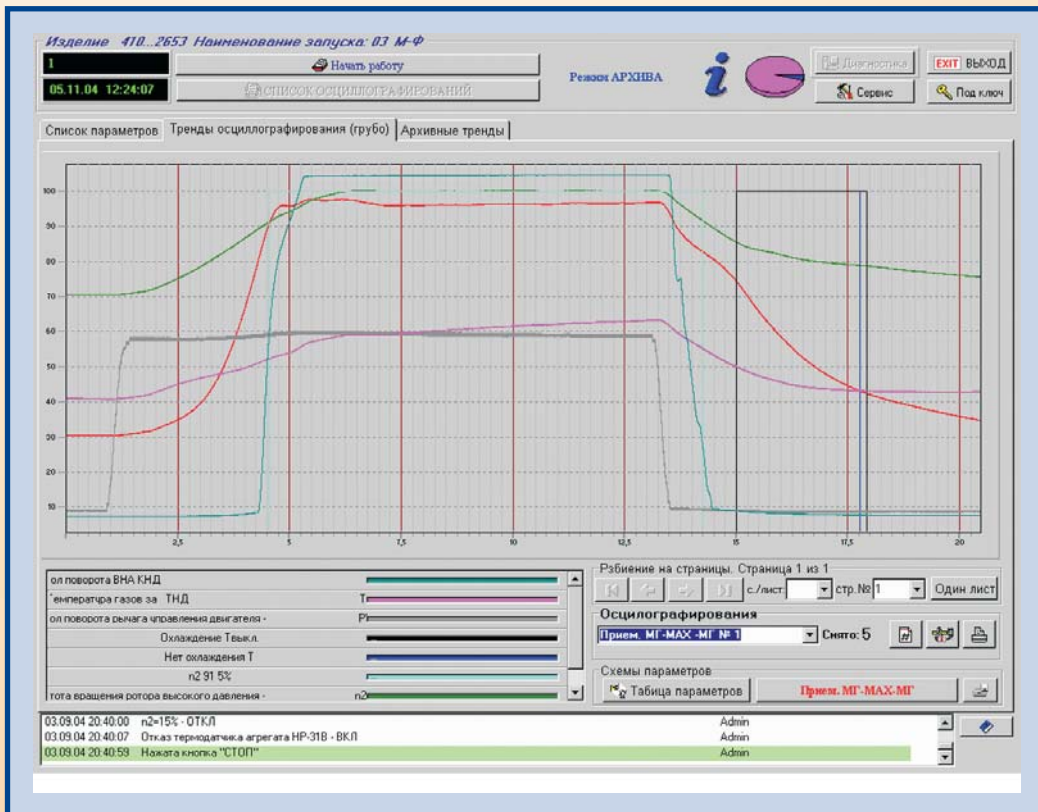 Изделие 410...2653 Наименование запуска: 03 М-Ф
1
Начать работу
05.11.04 12:24:07
СПИСОК ОСЦИЛЛОГРАФИРОВАНИЙ
Режим АРХИВА
Диагностика
EXIT ВЫХОД
Сервис
Под ключ
Список параметров Тренды осциллографирования (грубо) Архивные тренды
100
90
80
70
60
50
40
30
20
10
2,5 5 7,5 10 12,5 15 17,5 20
ол поворота ВНА КНД
емпература газов за ТНД Т
ол поворота рычага управления двигателя - Р
Охлаждение Твыкл.
Нет охлаждения Т
n2 91 5%
тота вращения ротора высокого давления - n2
Рзбиение на страницы. Страница 1 из 1
с./лист: стр.№ 1 Один лист
Осцилографирования
Прием. МГ-МАХ -МГ № 1 Снято: 5
Схемы параметров
Табица параметров
Прием. МГ-МАХ-МГ
03.09.04 20:40:00 n2=15% - ОТКЛ Admin
03.09.04 20:40:07 Отказ термодатчика агрегата НР-31В - ВКЛ Admin
03.09.04 20:40:59 Нажата кнопка "СТОП" Admin